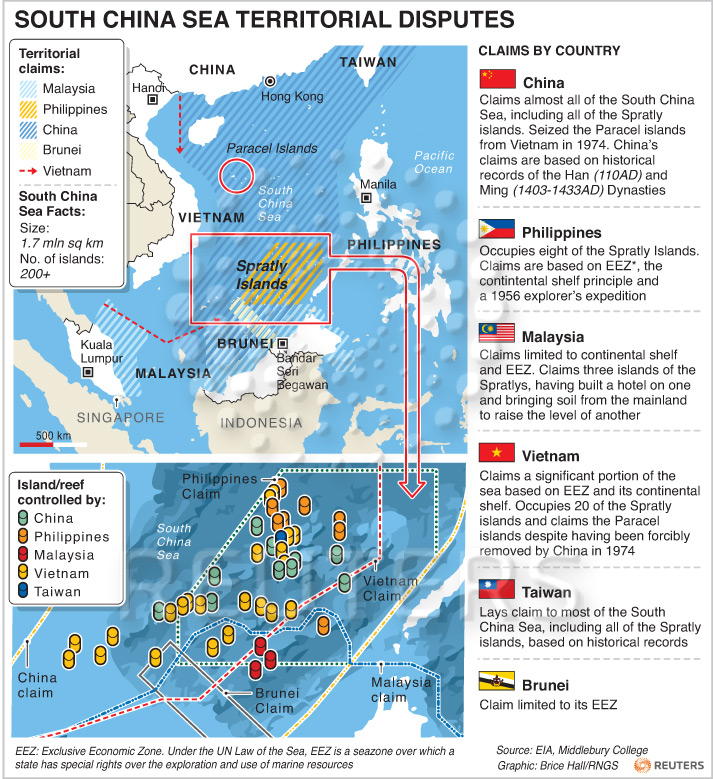 SOUTH CHINA SEA TERRITORIAL DISPUTES
Territorial
claims:
Malaysia
Philippines
China
Brunei
Vietnam
South China
Sea Facts:
Size:
1.7 mln sq km
No. of islands:
200+
CHINA
TAIWAN
Hanoi
Hong Kong
Paracel Islands
Pacific
Ocean
South
China
Sea
Manila
VIETNAM
PHILIPPINES
Spratly
Islands
Kuala
Lumpur
BRUNEI
Bandar
Seri
Begawan
MALAYSIA
SINGAPORE
INDONESIA
500 km
Island/reef
controlled by:
China
Philippines
Malaysia
Vietnam
Taiwan
Philippines
Claim
South
China
Sea
Vietnam
Claim
China
claim
Brunei
Claim
Malaysia
claim
CLAIMS BY COUNTRY
China
Claims almost all of the South China
Sea, including all of the Spratly
islands. Seized the Paracel islands
from Vietnam in 1974. China's
claims are based on historical
records of the Han (110AD) and
Ming (1403-1433AD) Dynasties
Philippines
Occupies eight of the Spratly Islands.
Claims are based on EEZ*, the
contintental shelf principle and
a 1956 explorer's expedition
Malaysia
Claims limited to continental shelf
and EEZ. Claims three islands of the
Spratlys, having built a hotel on one
and bringing soil from the mainland
to raise the level of another
Vietnam
Claims a significant portion of the
sea based on EEZ and its continental
shelf. Occupies 20 of the Spratly
islands and claims the Paracel
islands despite having been forcibly
removed by China in 1974
Taiwan
Lays claim to most of the South
China Sea, including all of the Spratly
islands, based on historical records
Brunei
Claim limited to its EEZ
EEZ: Exclusive Economic Zone. Under the UN Law of the Sea, EEZ is a seazone over which a
state has special rights over the exploration and use of marine resources
Source: EIA, Middlebury College
Graphic: Brice Hall/RNGS
REUTERS
REUTERS